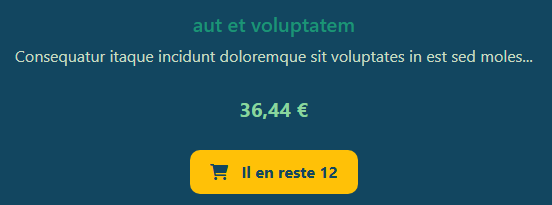 aut et voluptatem
Consequatur itaque incidunt doloremque sit voluptates in est sed moles...
36,44 €
Il en reste 12